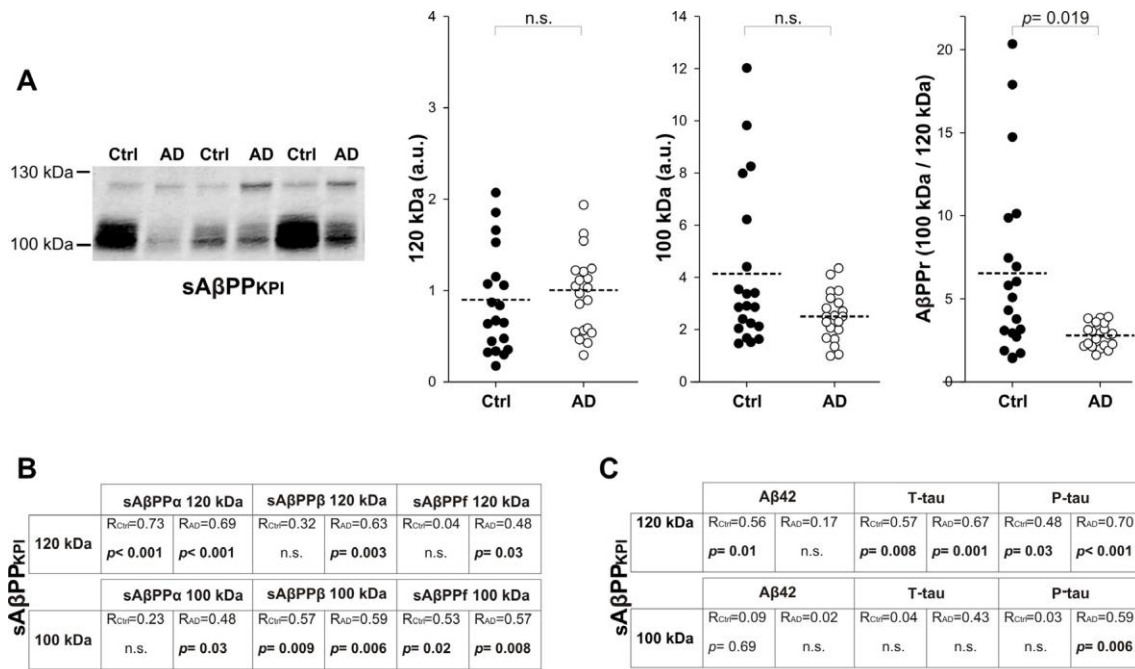 A
Ctrl AD Ctrl AD Ctrl AD
130 kDa
100 kDa
sAβPPKPI
n.s.
120 kDa (a.u.)
4
3
2
1
0
Ctrl AD
n.s.
100 kDa (a.u.)
14
12
10
8
6
4
2
0
Ctrl AD
p= 0.019
AβPPr (100 kDa / 120 kDa)
20
15
10
5
0
Ctrl AD
B
sAβPPKPI
sAβPPα 120 kDa sAβPPβ 120 kDa sAβPPf 120 kDa
120 kDa
RCtrl=0.73 RAD=0.69 RCtrl=0.32 RAD=0.63 RCtrl=0.04 RAD=0.48
p< 0.001 p< 0.001 n.s. p= 0.003 n.s. p= 0.03
sAβPPα 100 kDa sAβPPβ 100 kDa sAβPPf 100 kDa
100 kDa
RCtrl=0.23 RAD=0.48 RCtrl=0.57 RAD=0.59 RCtrl=0.53 RAD=0.57
n.s. p= 0.03 p= 0.009 p= 0.006 p= 0.02 p= 0.008
C
sAβPPKPI
Aβ42 T-tau P-tau
120 kDa
RCtrl=0.56 RAD=0.17 RCtrl=0.57 RAD=0.67 RCtrl=0.48 RAD=0.70
p= 0.01 n.s. p= 0.008 p= 0.001 p= 0.03 p< 0.001
Aβ42 T-tau P-tau
100 kDa
RCtrl=0.09 RAD=0.02 RCtrl=0.04 RAD=0.43 RCtrl=0.03 RAD=0.59
p= 0.69 n.s. n.s. n.s. n.s. p= 0.006